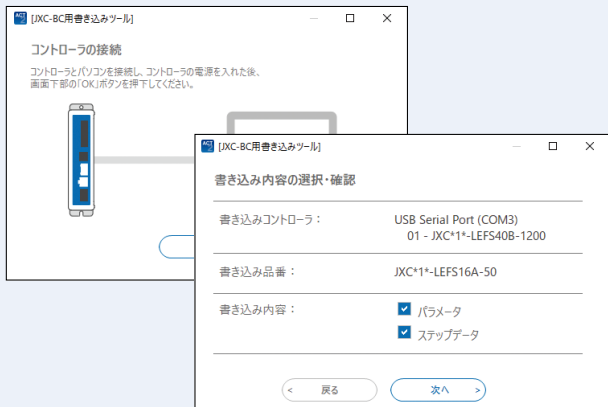 ACT
[JXC-BC用書き込みツール]
コントローラの接続
コントローラとパソコンを接続し、コントローラの電源を入れた後、
画面下部の「OK」ボタンを押下してください。
ACT
[JXC-BC用書き込みツール]
書き込み内容の選択・確認
書き込みコントローラ： USB Serial Port (COM3)
01 - JXC*1*-LEFS40B-1200
書き込み品番： JXC*1*-LEFS16A-50
書き込み内容： パラメータ
ステップデータ
< 戻る 次へ >